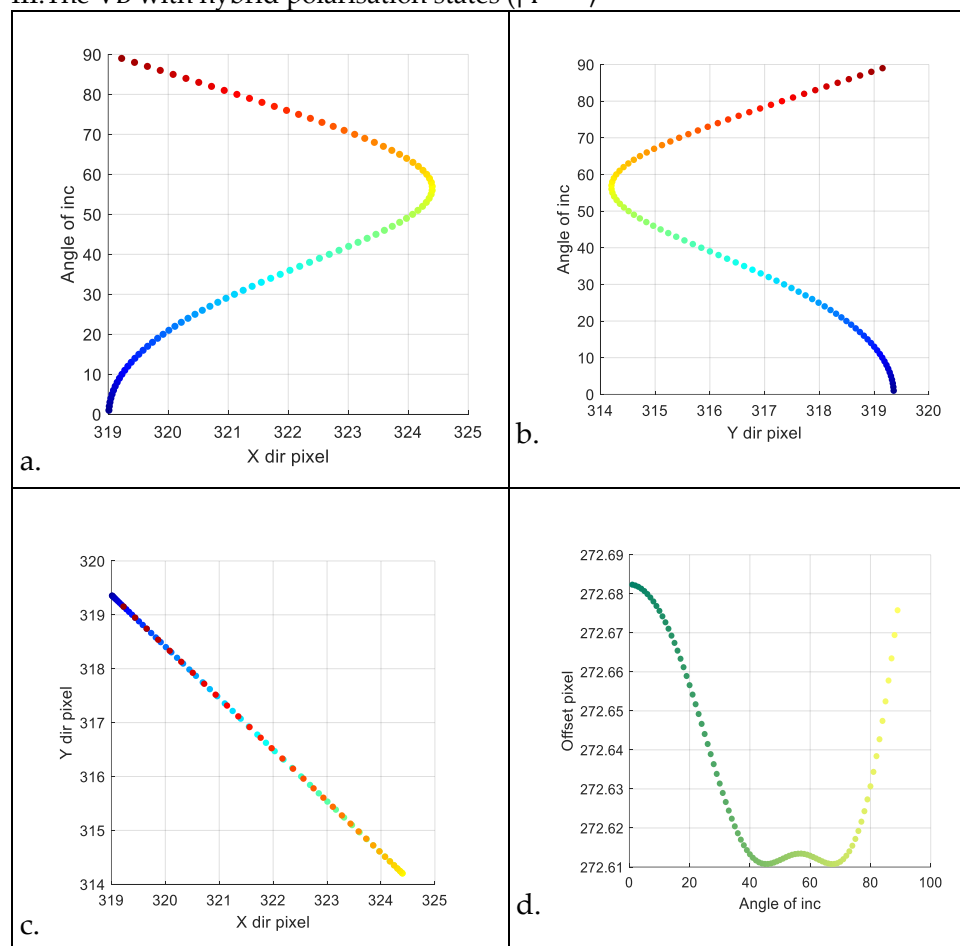 III.The VB with hybrid polarisation states (|
90
80
70
60
50
40
30
20
10
0
Angle of inc
319 320 321 322 323 324 325
X dir pixel
a.
90
80
70
60
50
40
30
20
10
0
Angle of inc
314 315 316 317 318 319 320
Y dir pixel
b.
320
319
318
317
316
315
314
Y dir pixel
319 320 321 322 323 324 325
X dir pixel
c.
272.69
272.68
272.67
272.66
272.65
272.64
272.63
272.62
272.61
Offset pixel
0 20 40 60 80 100
Angle of inc
d.